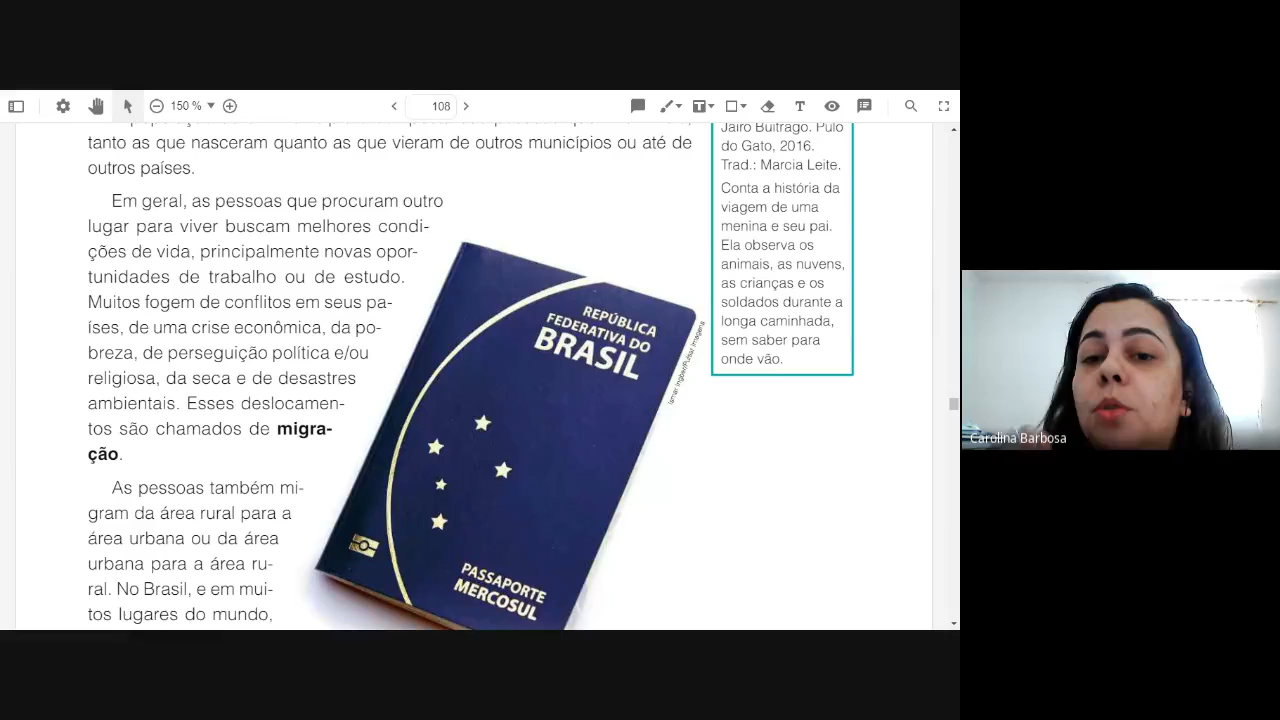 150 %
108
tanto as que nasceram quanto as que vieram de outros municípios ou até de
outros países.
Em geral, as pessoas que procuram outro
lugar para viver buscam melhores condi-
ções de vida, principalmente novas opor-
tunidades de trabalho ou de estudo.
Muitos fogem de conflitos em seus pa-
íses, de uma crise econômica, da po-
breza, de perseguição política e/ou
religiosa, da seca e de desastres
ambientais. Esses deslocamen-
tos são chamados de migra-
ção.
As pessoas também mi-
gram da área rural para a
área urbana ou da área
urbana para a área ru-
ral. No Brasil, e em mui-
tos lugares do mundo,
REPÚBLICA
FEDERATIVA DO
BRASIL
PASSAPORTE
MERCOSUL
Ismar Ingber/Pulsar Imagens
Jairo Buitrago. Pulo
do Gato, 2016.
Trad.: Marcia Leite.
Conta a história da
viagem de uma
menina e seu pai.
Ela observa os
animais, as nuvens,
as crianças e os
soldados durante a
longa caminhada,
sem saber para
onde vão.
Carolina Barbosa